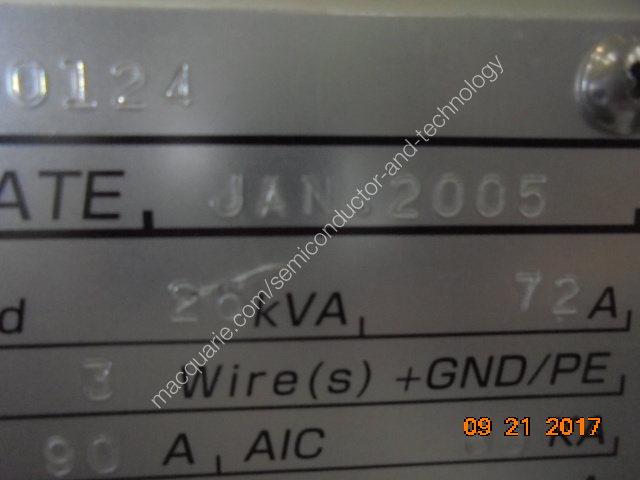 0124
ATE JAN.2005
d 26 kVA 72 A
3 Wire(s) +GND/PE
90 A AIC KA
09 21 2017
macquarie.com/semiconductor-and-technology